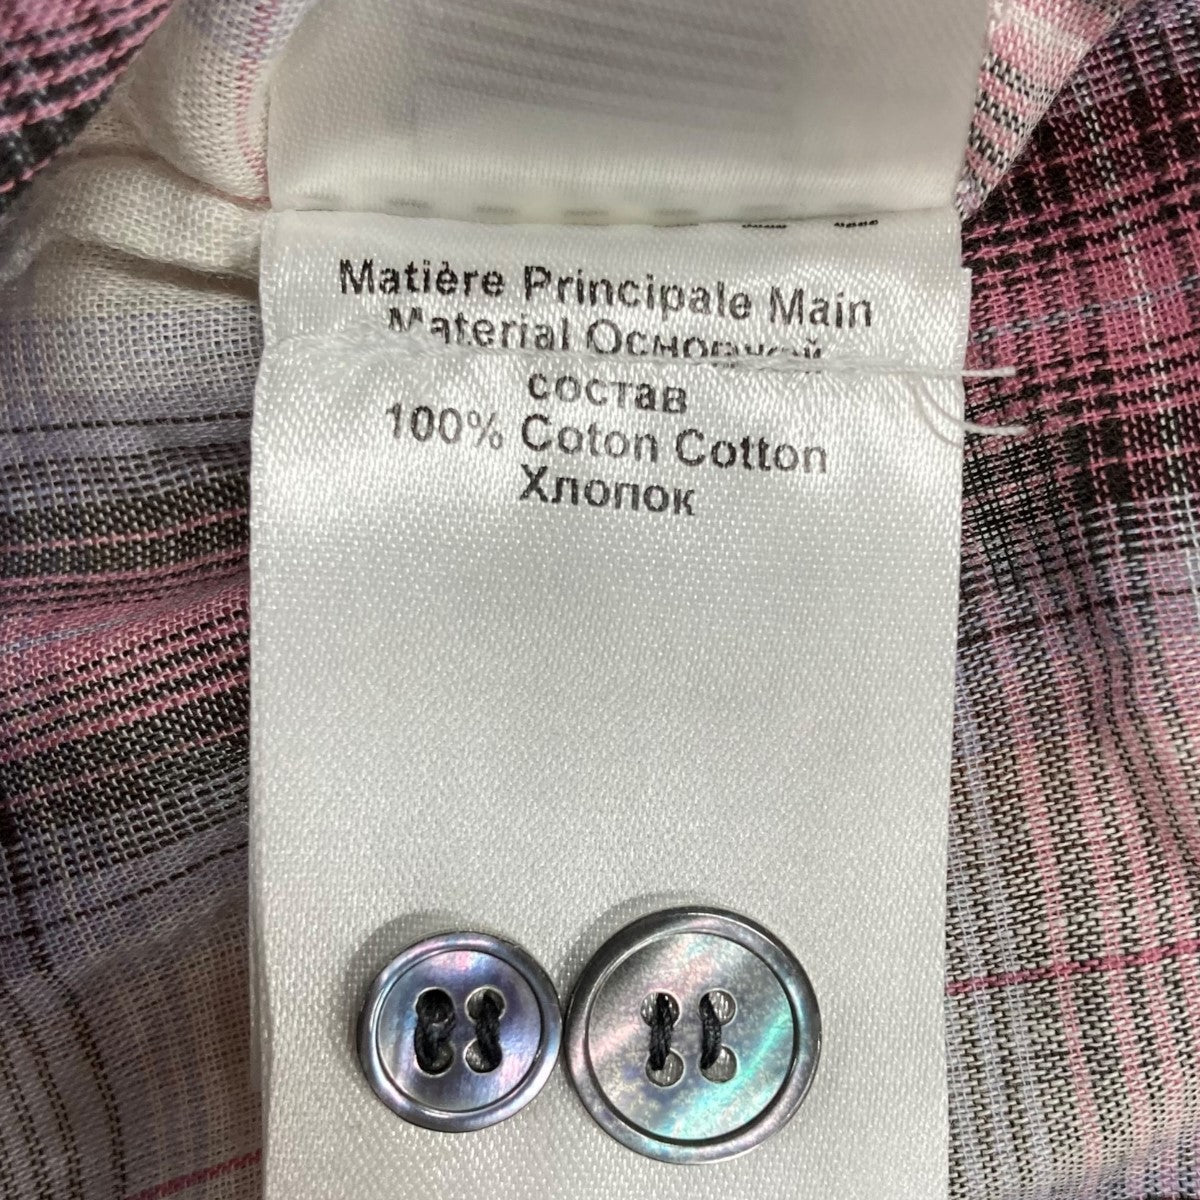 Matière Principale Main
Material Основной
состав
100% Coton Cotton
Хлопок